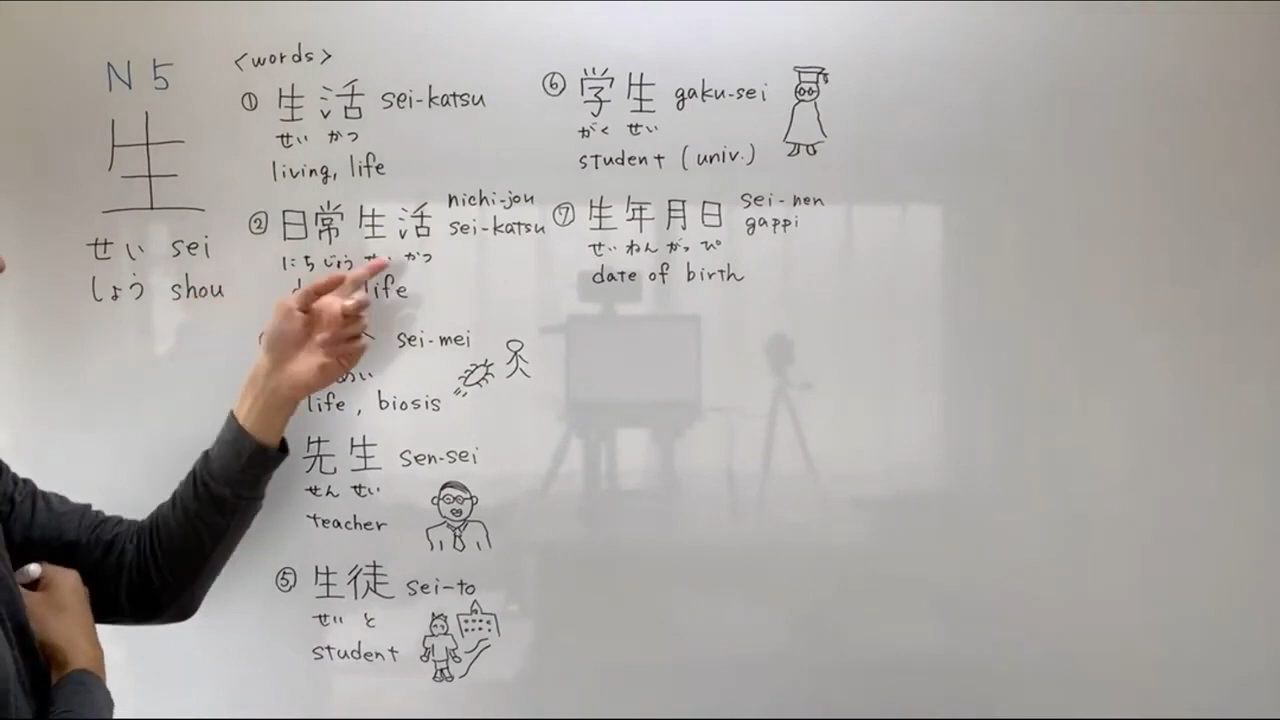 N5
生
せい sei
しょう shou
<words>
① 生活 sei-katsu
せい かつ
living, life
② 日常生活 nichi-jou
sei-katsu
にち じょう せい かつ
life
sei-mei
めい
life, biosis
先生 sen-sei
せん せい
teacher
⑤ 生徒 sei-to
せい と
student
⑥ 学生 gaku-sei
がく せい
student (univ.)
⑦ 生年月日 sei-nen
gappi
せい ねん がっ ぴ
date of birth